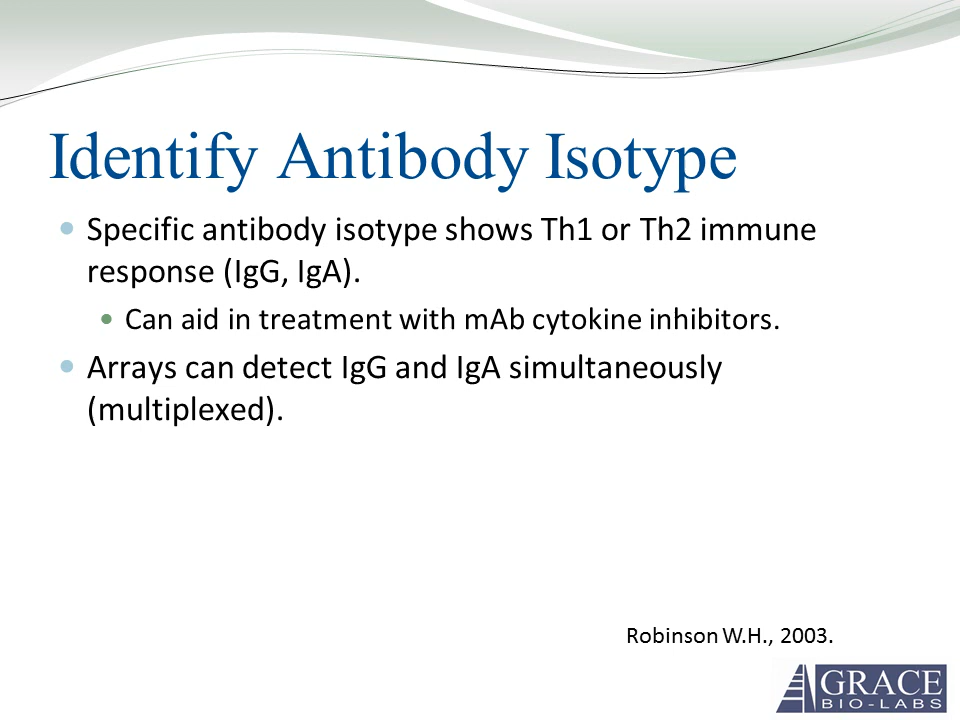 Identify Antibody Isotype
Specific antibody isotype shows Th1 or Th2 immune
response (IgG, IgA).
Can aid in treatment with mAb cytokine inhibitors.
Arrays can detect IgG and IgA simultaneously
(multiplexed).
Robinson W.H., 2003.
GRACE
BIO-LABS